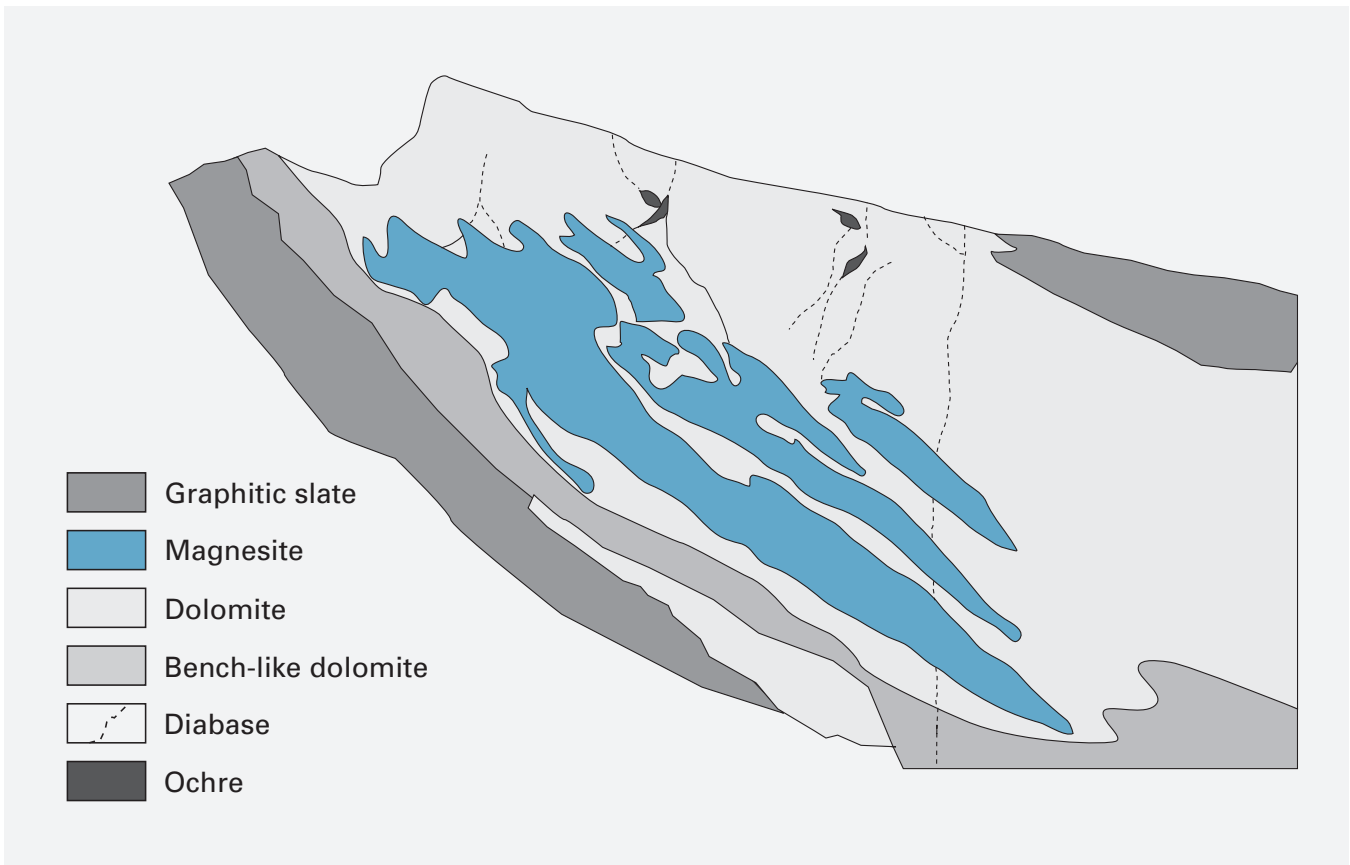 Graphitic slate
Magnesite
Dolomite
Bench-like dolomite
Diabase
Ochre